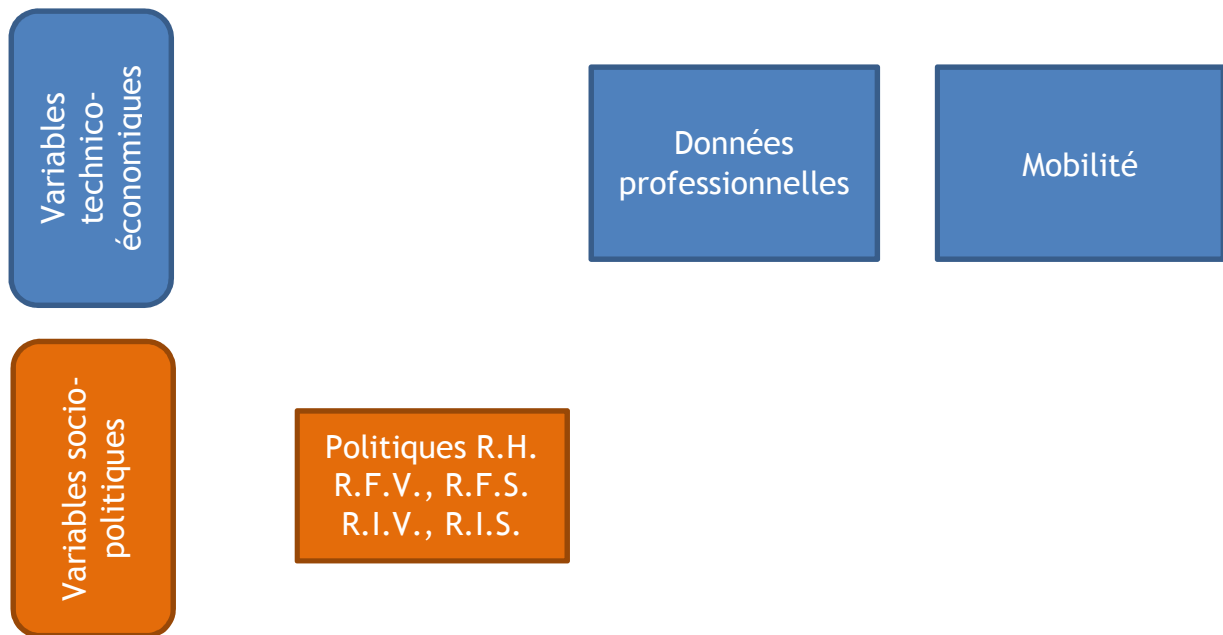 Variables
technico-
économiques
Données
professionnelles
Mobilité
Variables socio-
politiques
Politiques R.H.
R.F.V., R.F.S.
R.I.V., R.I.S.